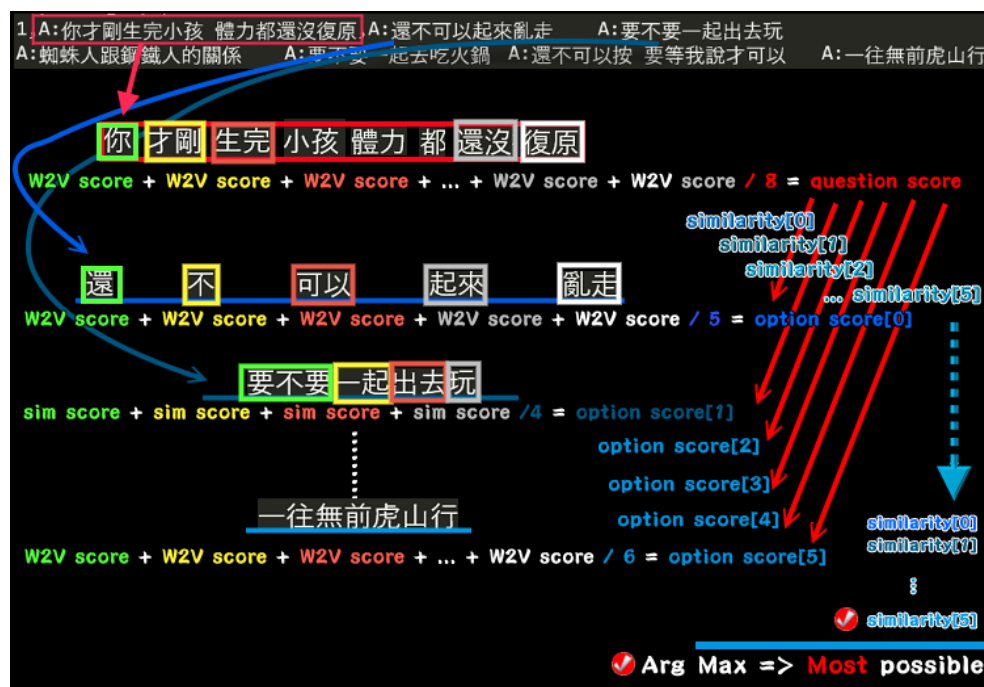 1,A:你才剛生完小孩 體力都還沒復原,A:還不可以起來亂走 A:要不要一起出去玩
A:蜘蛛人跟鋼鐵人的關係 A:要不要一起去吃火鍋 A:還不可以按 要等我說才可以 A:一往無前虎山行
你 才剛 生完 小孩 體力 都 還沒 復原
W2V score + W2V score + W2V score + ... + W2V score + W2V score / 8 = question score
similarity[0]
similarity[1]
similarity[2]
... similarity[5]
還 不 可以 起來 亂走
W2V score + W2V score + W2V score + W2V score + W2V score / 5 = option score[0]
要不要 一起 出去 玩
sim score + sim score + sim score + sim score /4 = option score[1]
option score[2]
option score[3]
option score[4]
一往無前虎山行
W2V score + W2V score + W2V score + ... + W2V score / 6 = option score[5]
similarity[0]
similarity[1]
similarity[5]
Arg Max => Most possible